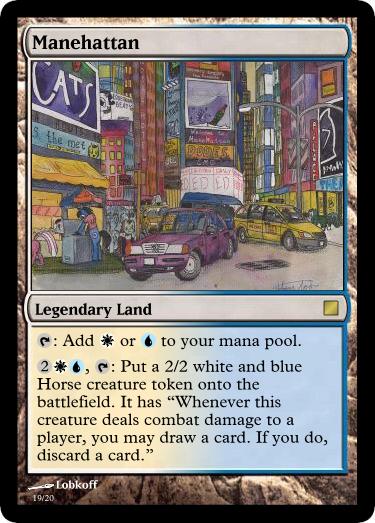 Manehattan
CATS
the met
Legendary Land
: Add or to your mana pool.
2 , : Put a 2/2 white and blue
Horse creature token onto the
battlefield. It has “Whenever this
creature deals combat damage to a
player, you may draw a card. If you do,
discard a card.”
Lobkoff
19/20